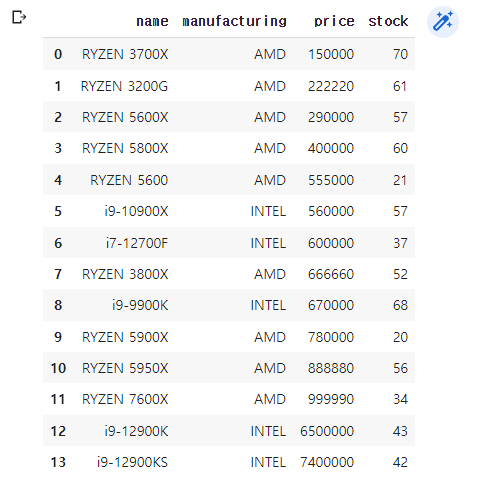 name manufacturing price stock
0 RYZEN 3700X AMD 150000 70
1 RYZEN 3200G AMD 222220 61
2 RYZEN 5600X AMD 290000 57
3 RYZEN 5800X AMD 400000 60
4 RYZEN 5600 AMD 555000 21
5 i9-10900X INTEL 560000 57
6 i7-12700F INTEL 600000 37
7 RYZEN 3800X AMD 666660 52
8 i9-9900K INTEL 670000 68
9 RYZEN 5900X AMD 780000 20
10 RYZEN 5950X AMD 888880 56
11 RYZEN 7600X AMD 999990 34
12 i9-12900K INTEL 6500000 43
13 i9-12900KS INTEL 7400000 42